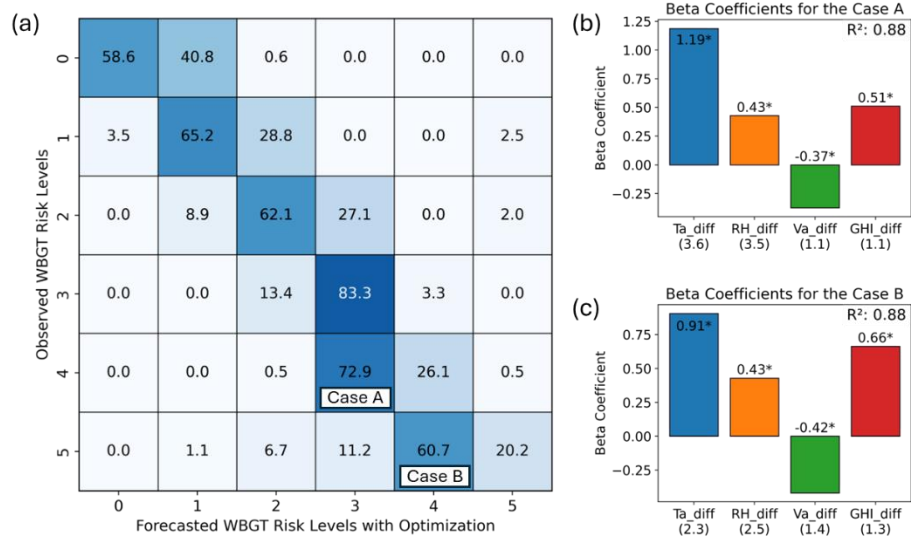 (a)
Observed WBGT Risk Levels
0 58.6 40.8 0.6 0.0 0.0 0.0
1 3.5 65.2 28.8 0.0 0.0 2.5
2 0.0 8.9 62.1 27.1 0.0 2.0
3 0.0 0.0 13.4 83.3 3.3 0.0
4 0.0 0.0 0.5 72.9 26.1 0.5
Case A
5 0.0 1.1 6.7 11.2 60.7 20.2
Case B
0 1 2 3 4 5
Forecasted WBGT Risk Levels with Optimization
(b)
Beta Coefficients for the Case A
R²: 0.88
Beta Coefficient
1.25
1.00
0.75
0.50
0.25
0.00
−0.25
1.19*
0.43*
-0.37*
0.51*
Ta_diff RH_diff Va_diff GHI_diff
(3.6) (3.5) (1.1) (1.1)
(c)
Beta Coefficients for the Case B
R²: 0.88
Beta Coefficient
0.75
0.50
0.25
0.00
−0.25
0.91*
0.43*
-0.42*
0.66*
Ta_diff RH_diff Va_diff GHI_diff
(2.3) (2.5) (1.4) (1.3)